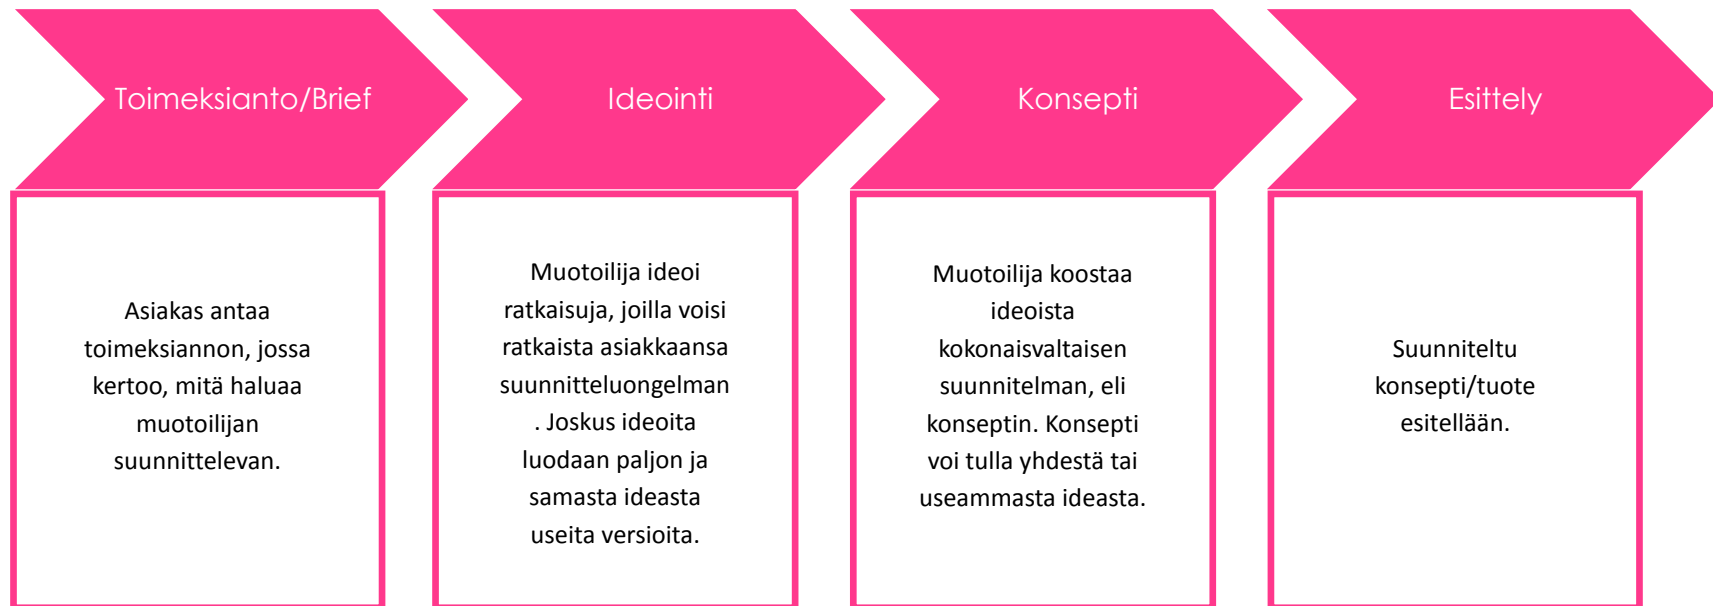 Toimeksianto/Brief
Asiakas antaa
toimeksiannon, jossa
kertoo, mitä haluaa
muotoilijan
suunnittelevan.
Ideointi
Muotoilija ideoi
ratkaisuja, joilla voisi
ratkaista asiakkaansa
suunnitteluongelman
. Joskus ideoita
luodaan paljon ja
samasta ideasta
useita versioita.
Konsepti
Muotoilija koostaa
ideoista
kokonaisvaltaisen
suunnitelman, eli
konseptin. Konsepti
voi tulla yhdestä tai
useammasta ideasta.
Esittely
Suunniteltu
konsepti/tuote
esitellään.